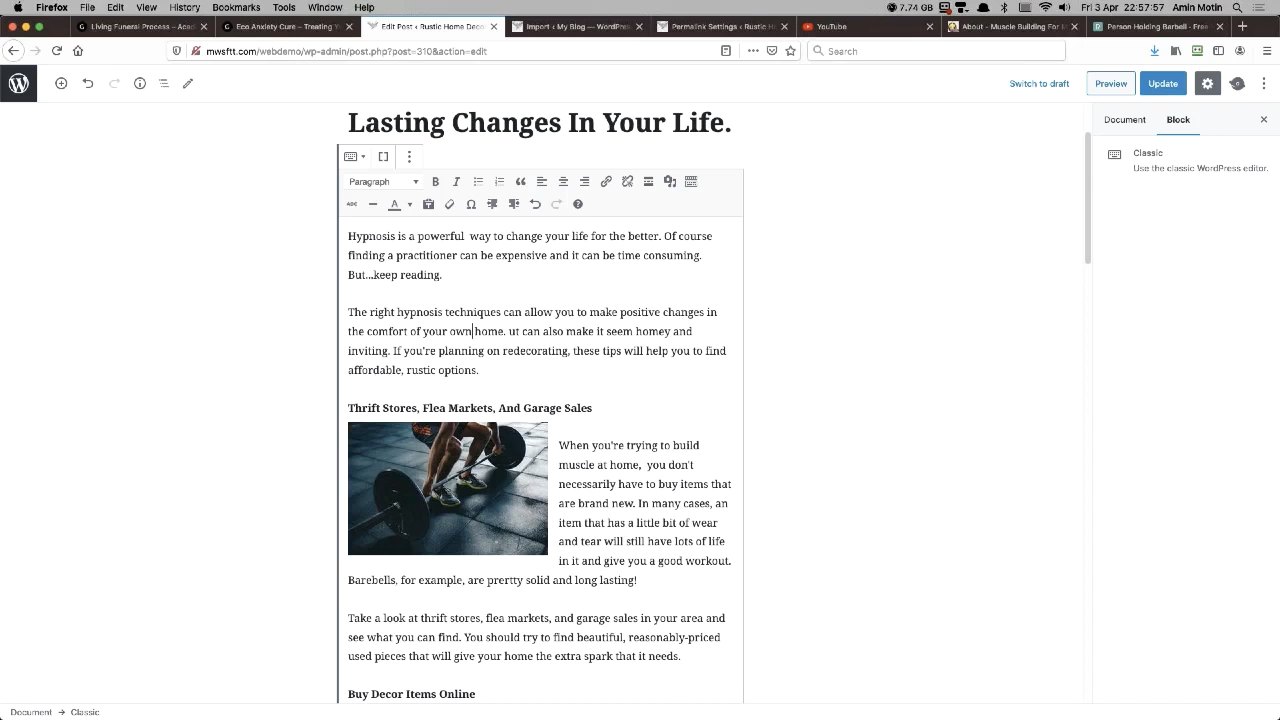 Firefox File Edit View History Bookmarks Tools Window Help 7.77 GB Fri 3 Apr 2:22 AM Amin Motin
Living Funeral Process – Acad
Eco Anxiety Cure – Treating Y
Edit Post ‹ Rustic Home Déco
Import ‹ My Blog — WordPres
Permalink Settings ‹ Rustic Ho
YouTube
About - Muscle Building For M
Person Holding Barbell · Free
mwsftt.com/webdemo/wp-admin/post.php?post=310&action=edit
Search
Switch to draft
Preview
Update
Document
Block
Classic
Use the classic WordPress editor.
Lasting Changes In Your Life.
Paragraph
B I
ABC A Ω
Hypnosis is a powerful  way to change your life for the better. Of course
finding a practitioner can be expensive and it can be time consuming.
But...keep reading.
The right hypnosis techniques can allow you to make positive changes in
the comfort of your own home. ut can also make it seem homey and
inviting. If you're planning on redecorating, these tips will help you to find
affordable, rustic options.
Thrift Stores, Flea Markets, And Garage Sales
When you're trying to build
muscle at home,  you don't
necessarily have to buy items that
are brand new. In many cases, an
item that has a little bit of wear
and tear will still have lots of life
in it and give you a good workout.
Barebells, for example, are prertty solid and long lasting!
Take a look at thrift stores, flea markets, and garage sales in your area and
see what you can find. You should try to find beautiful, reasonably-priced
used pieces that will give your home the extra spark that it needs.
Buy Decor Items Online
Document → Classic